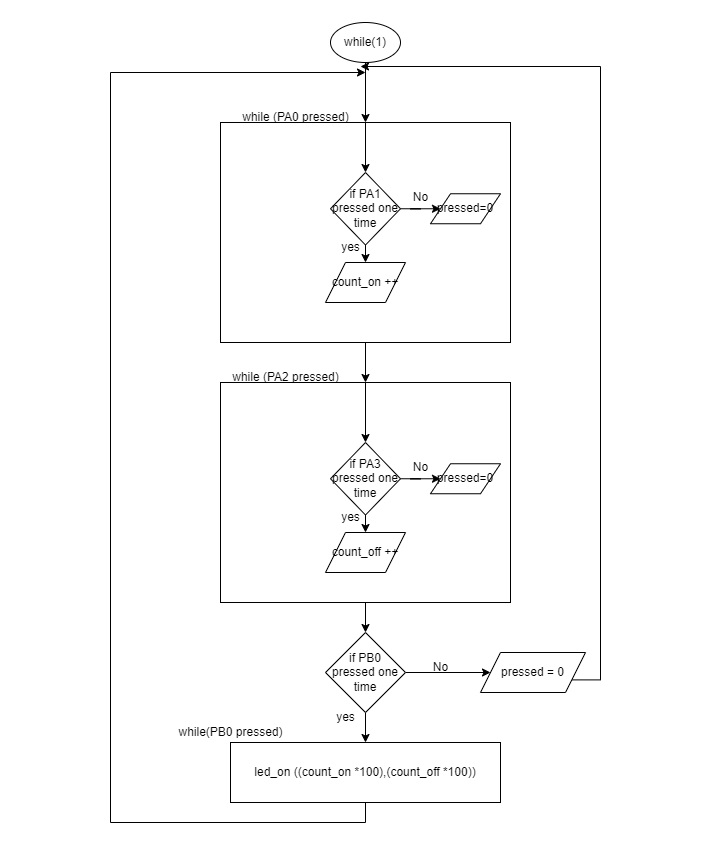 while(1)
while (PA0 pressed)
if PA1
pressed one
time
No
pressed=0
yes
count_on ++
while (PA2 pressed)
if PA3
pressed one
time
No
pressed=0
yes
count_off ++
if PB0
pressed one
time
No
pressed = 0
yes
while(PB0 pressed)
led_on ((count_on *100),(count_off *100))